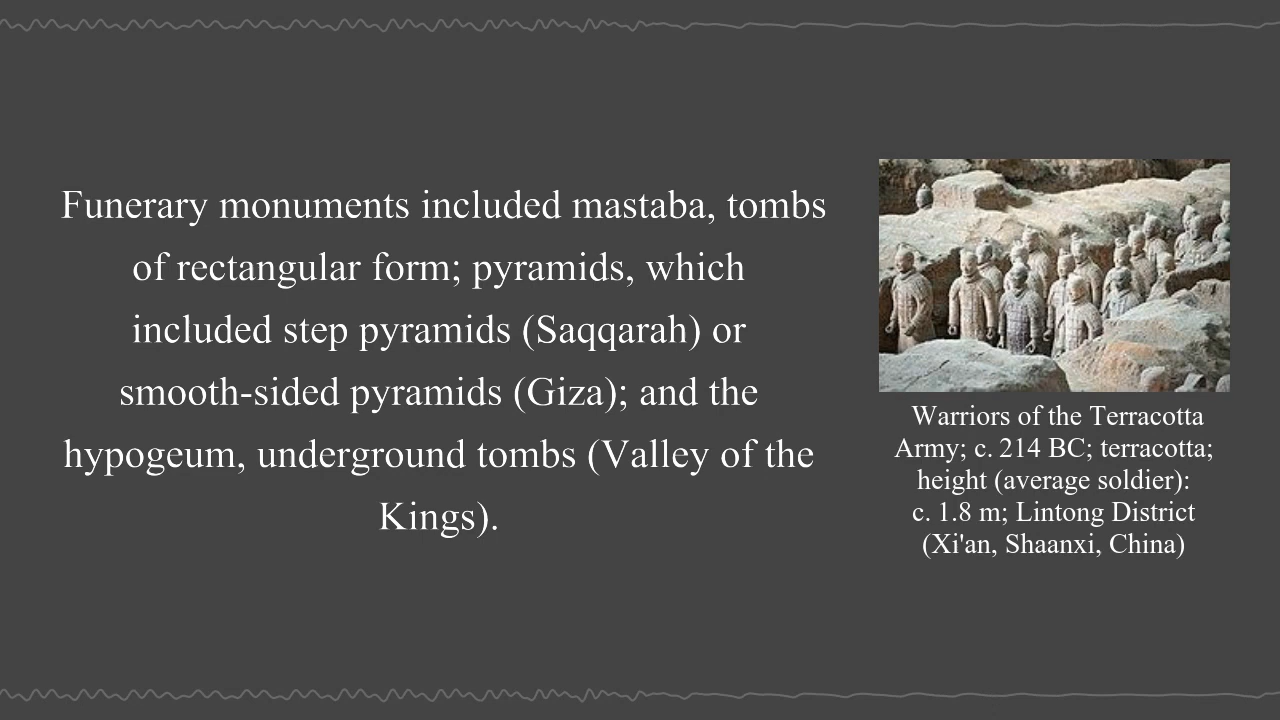 Funerary monuments included mastaba, tombs
of rectangular form; pyramids, which
included step pyramids (Saqqarah) or
smooth-sided pyramids (Giza); and the
hypogeum, underground tombs (Valley of the
Kings).
Warriors of the Terracotta
Army; c. 214 BC; terracotta;
height (average soldier):
c. 1.8 m; Lintong District
(Xi'an, Shaanxi, China)